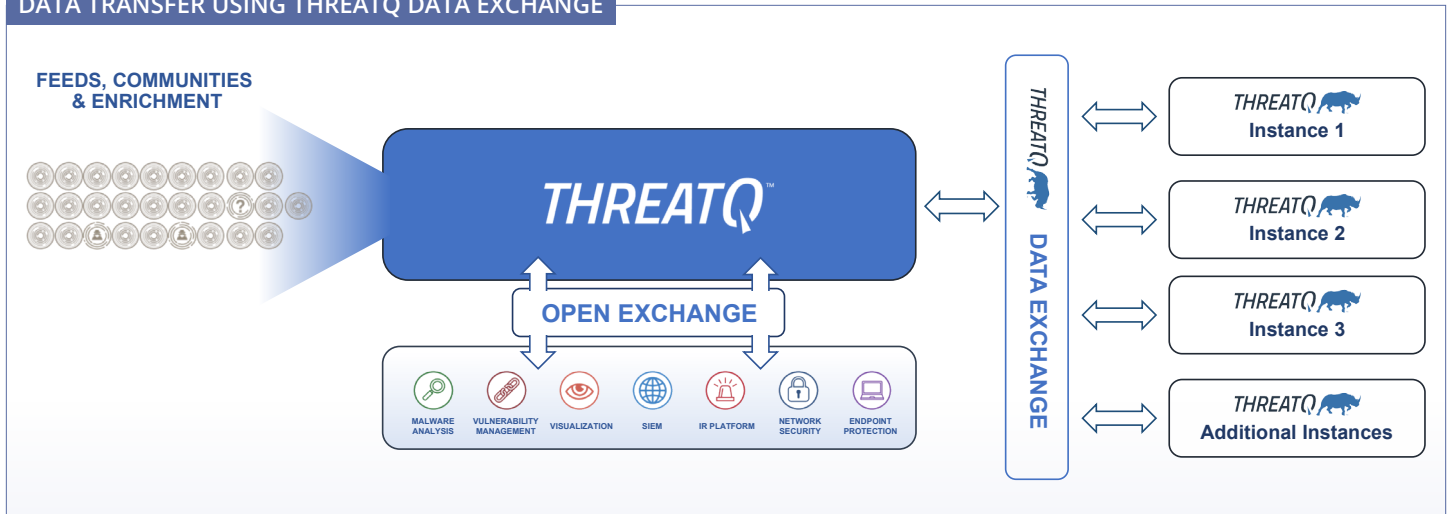 DATA TRANSFER USING THREATQ DATA EXCHANGE
FEEDS, COMMUNITIES
& ENRICHMENT
?
THREATQ™
OPEN EXCHANGE
MALWARE
ANALYSIS
VULNERABILITY
MANAGEMENT
VISUALIZATION
SIEM
IR PLATFORM
NETWORK
SECURITY
ENDPOINT
PROTECTION
THREATQ
DATA EXCHANGE
THREATQ
Instance 1
THREATQ
Instance 2
THREATQ
Instance 3
THREATQ
Additional Instances